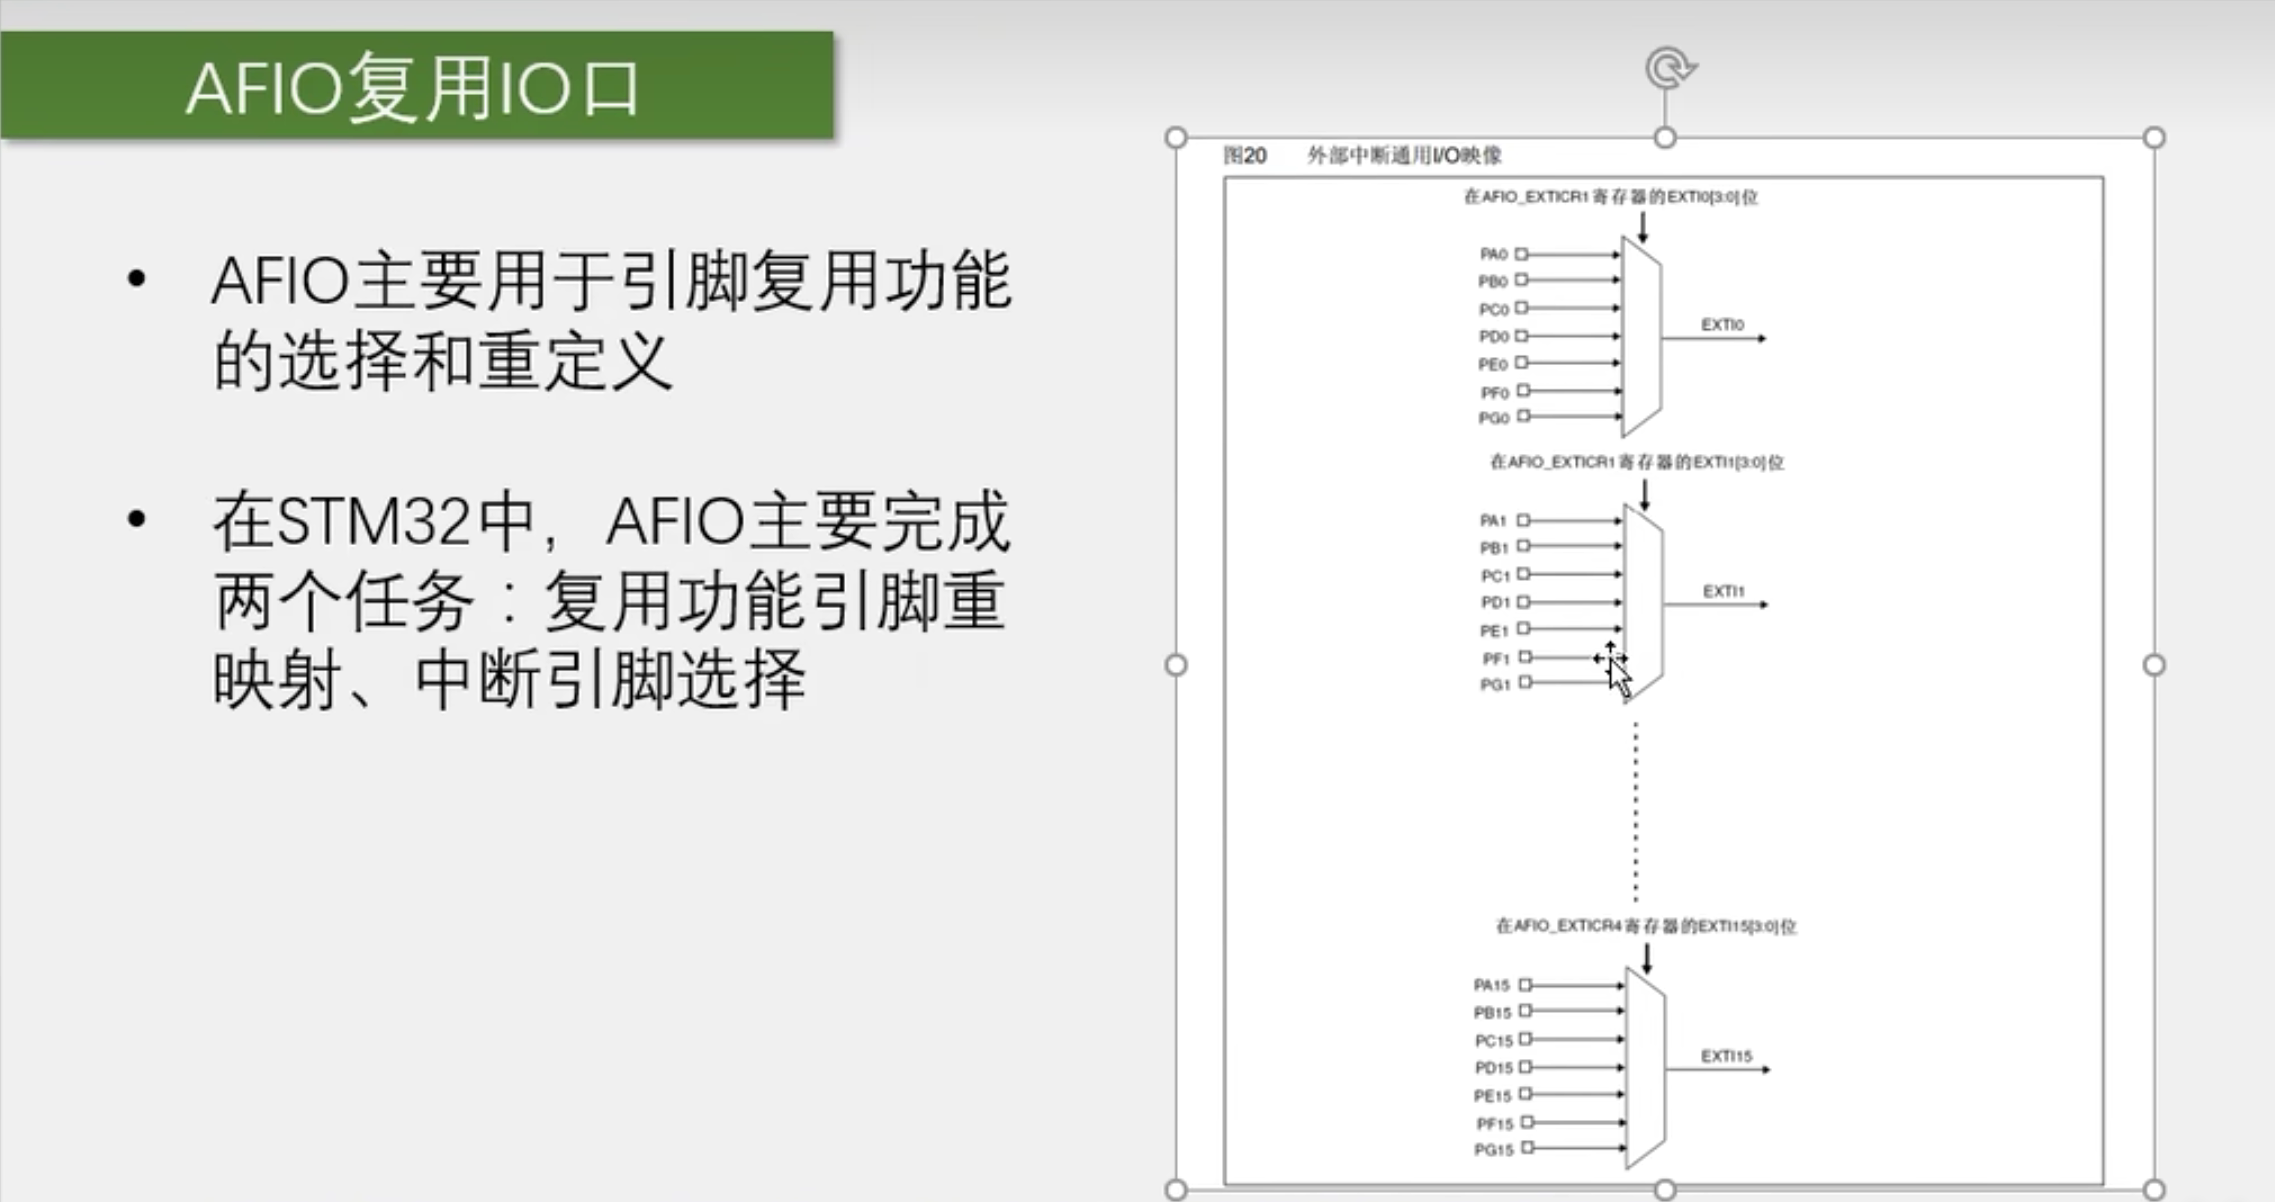 AFIO复用IO口
• AFIO主要用于引脚复用功能
的选择和重定义
• 在STM32中，AFIO主要完成
两个任务：复用功能引脚重
映射、中断引脚选择
图20 外部中断通用I/O映像
在AFIO_EXTICR1寄存器的EXTI0[3:0]位
PA0
PB0
PC0
PD0
PE0
PF0
PG0
EXTI0
在AFIO_EXTICR1寄存器的EXTI1[3:0]位
PA1
PB1
PC1
PD1
PE1
PF1
PG1
EXTI1
在AFIO_EXTICR4寄存器的EXTI15[3:0]位
PA15
PB15
PC15
PD15
PE15
PF15
PG15
EXTI15